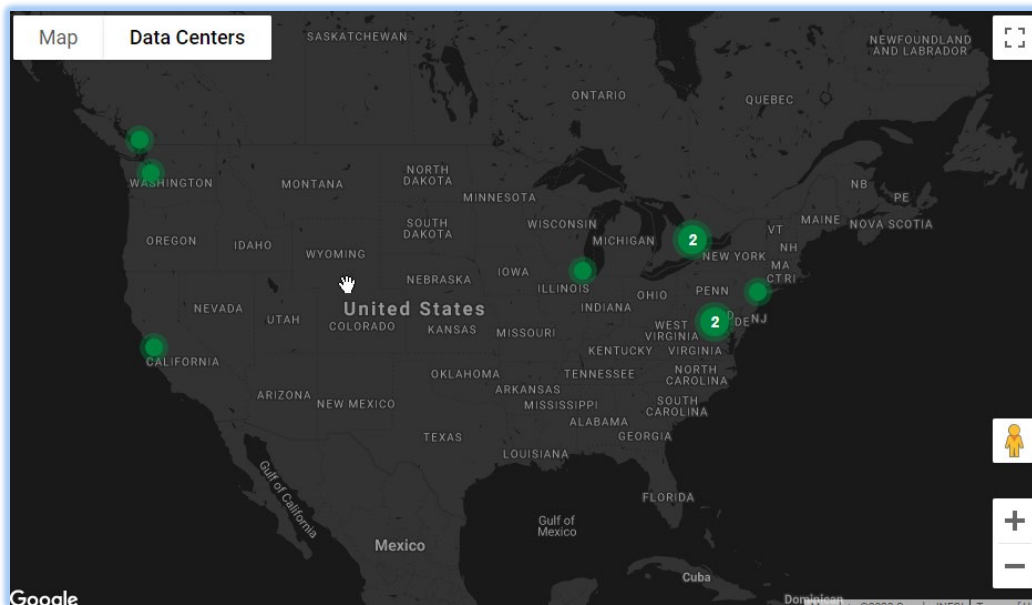 Map
Data Centers
SASKATCHEWAN
NEWFOUNDLAND
AND LABRADOR
ONTARIO
QUEBEC
WASHINGTON
MONTANA
NORTH
DAKOTA
MINNESOTA
NB
PE
MAINE
NOVA SCOTIA
OREGON
IDAHO
WYOMING
SOUTH
DAKOTA
WISCONSIN
MICHIGAN
2
NEW YORK
VT
NH
MA
CT RI
NEBRASKA
IOWA
ILLINOIS
INDIANA
OHIO
PENN
NEVADA
UTAH
United States
COLORADO
KANSAS
MISSOURI
WEST
VIRGINIA
2
DE
NJ
KENTUCKY
VIRGINIA
CALIFORNIA
OKLAHOMA
TENNESSEE
NORTH
CAROLINA
ARIZONA
NEW MEXICO
ARKANSAS
MISSISSIPPI
SOUTH
CAROLINA
ALABAMA
TEXAS
GEORGIA
LOUISIANA
Gulf of California
FLORIDA
Gulf of
Mexico
Mexico
Cuba
Google
Dominican